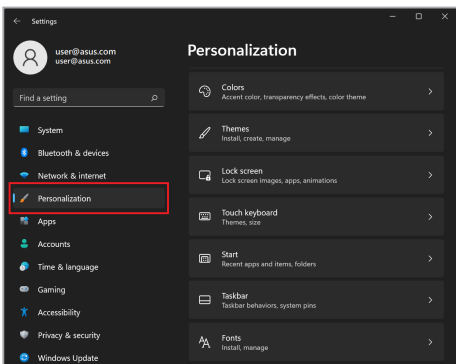 Settings
user@asus.com
user@asus.com
Find a setting
System
Bluetooth & devices
Network & internet
Personalization
Apps
Accounts
Time & language
Gaming
Accessibility
Privacy & security
Windows Update
Personalization
Colors
Accent color, transparency effects, color theme
Themes
Install, create, manage
Lock screen
Lock screen images, apps, animations
Touch keyboard
Themes, size
Start
Recent apps and items, folders
Taskbar
Taskbar behaviors, system pins
Fonts
Install, manage